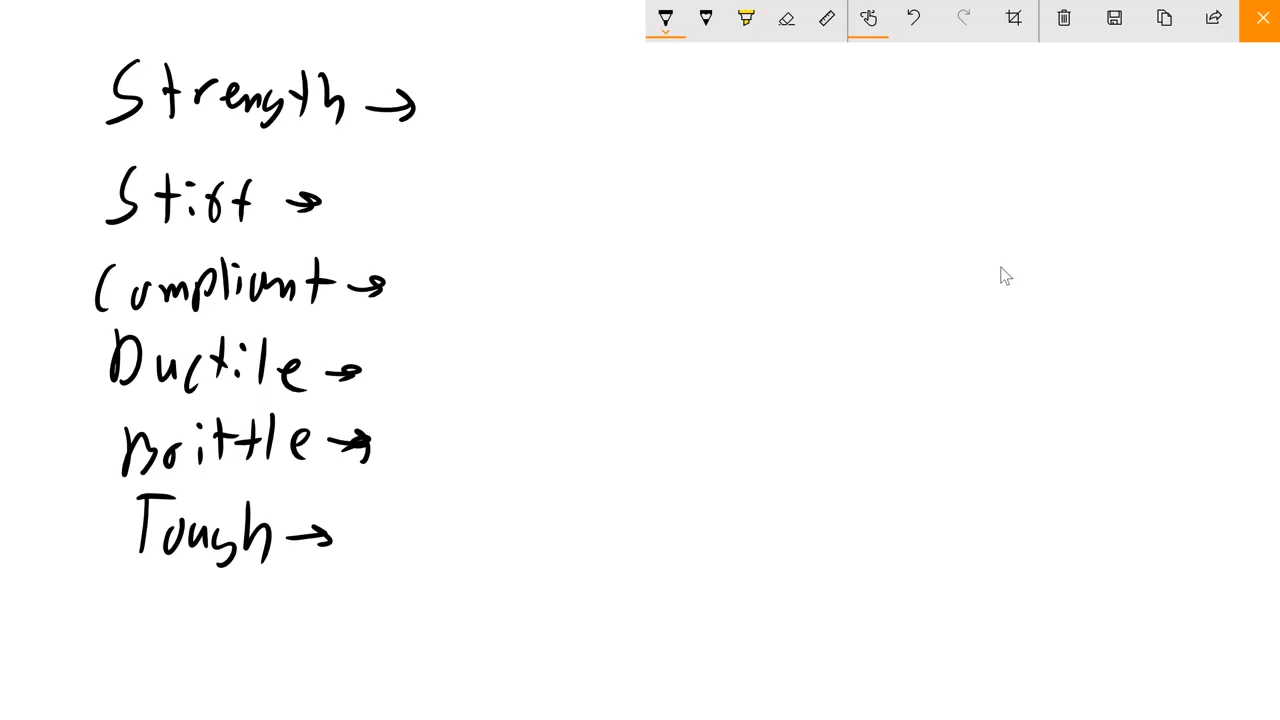 Strength →
Stiff →
Compliant →
Ductile →
Brittle →
Tough →